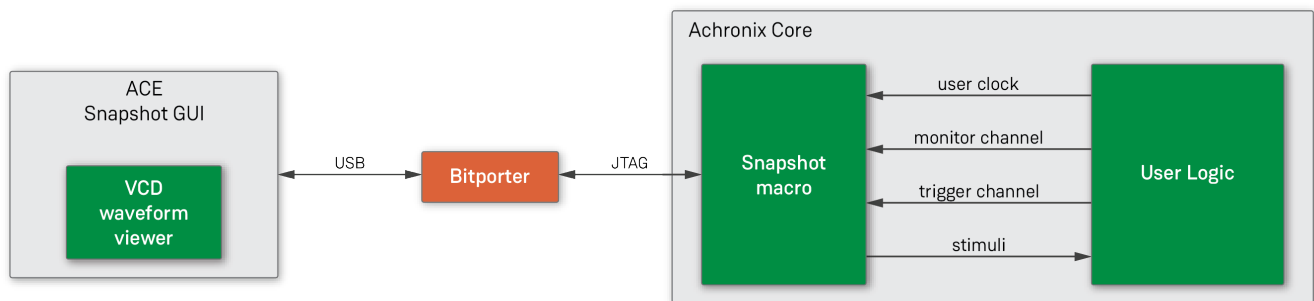 Achronix Core
ACE
Snapshot GUI
VCD
waveform
viewer
USB
Bitporter
JTAG
Snapshot
macro
user clock
monitor channel
trigger channel
stimuli
User Logic